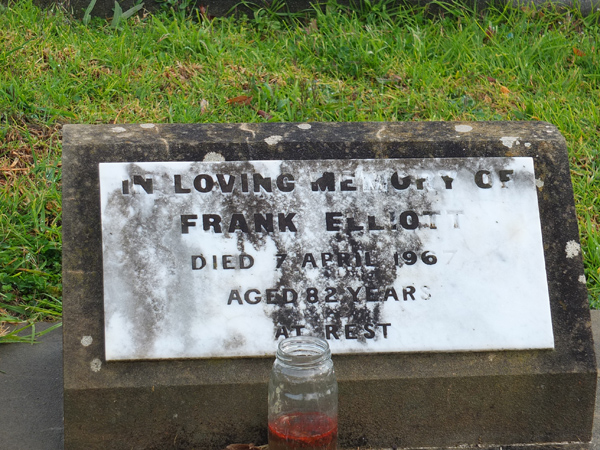 IN LOVING MEMORY OF
FRANK ELLIOTT
DIED 7 APRIL 1967
AGED 82 YEARS
AT REST